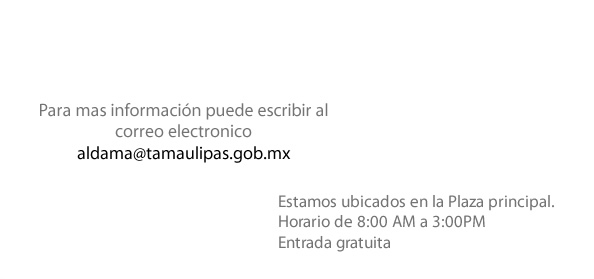 Para mas información puede escribir al
correo electronico
aldama@tamaulipas.gob.mx
Estamos ubicados en la Plaza principal.
Horario de 8:00 AM a 3:00PM
Entrada gratuita